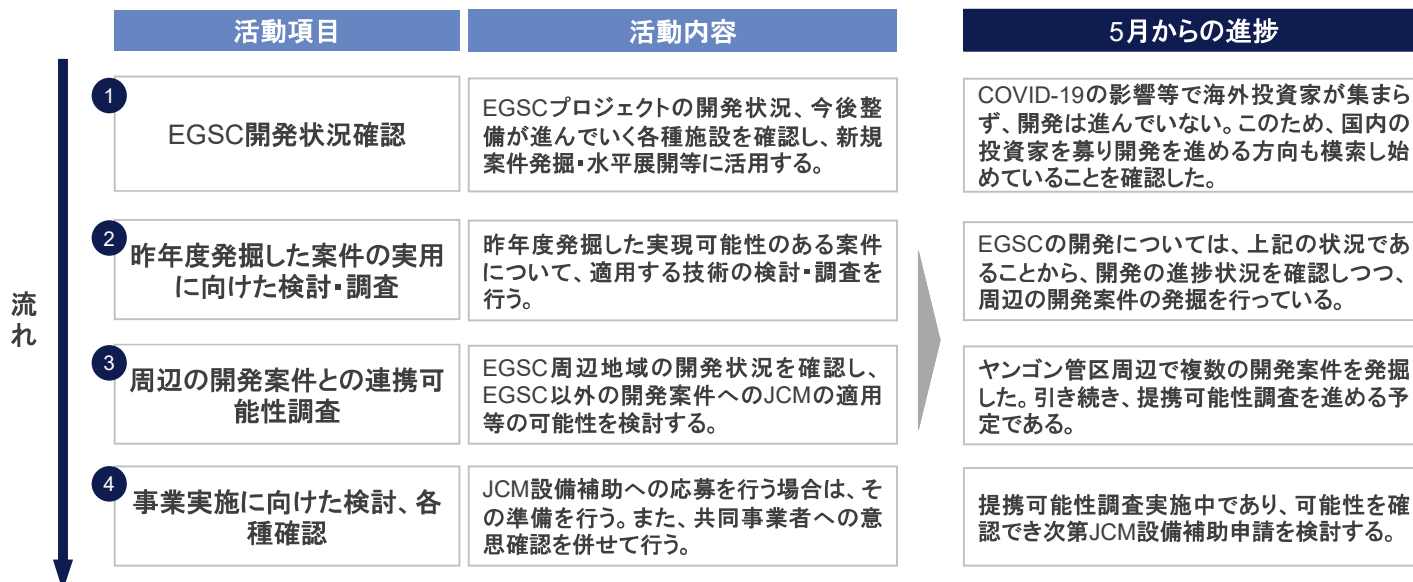 活動項目
活動内容
5月からの進捗
流
れ
1
EGSC開発状況確認
EGSCプロジェクトの開発状況、今後整
備が進んでいく各種施設を確認し、新規
案件発掘・水平展開等に活用する。
COVID-19の影響等で海外投資家が集まら
ず、開発は進んでいない。このため、国内の
投資家を募り開発を進める方向も模索し始
めていることを確認した。
2
昨年度発掘した案件の実用
に向けた検討・調査
昨年度発掘した実現可能性のある案件
について、適用する技術の検討・調査を
行う。
EGSCの開発については、上記の状況であ
ることから、開発の進捗状況を確認しつつ、
周辺の開発案件の発掘を行っている。
3
周辺の開発案件との連携可
能性調査
EGSC周辺地域の開発状況を確認し、
EGSC以外の開発案件へのJCMの適用
等の可能性を検討する。
ヤンゴン管区周辺で複数の開発案件を発掘
した。引き続き、提携可能性調査を進める予
定である。
4
事業実施に向けた検討、各
種確認
JCM設備補助への応募を行う場合は、そ
の準備を行う。また、共同事業者への意
思確認を併せて行う。
提携可能性調査実施中であり、可能性を確
認でき次第JCM設備補助申請を検討する。